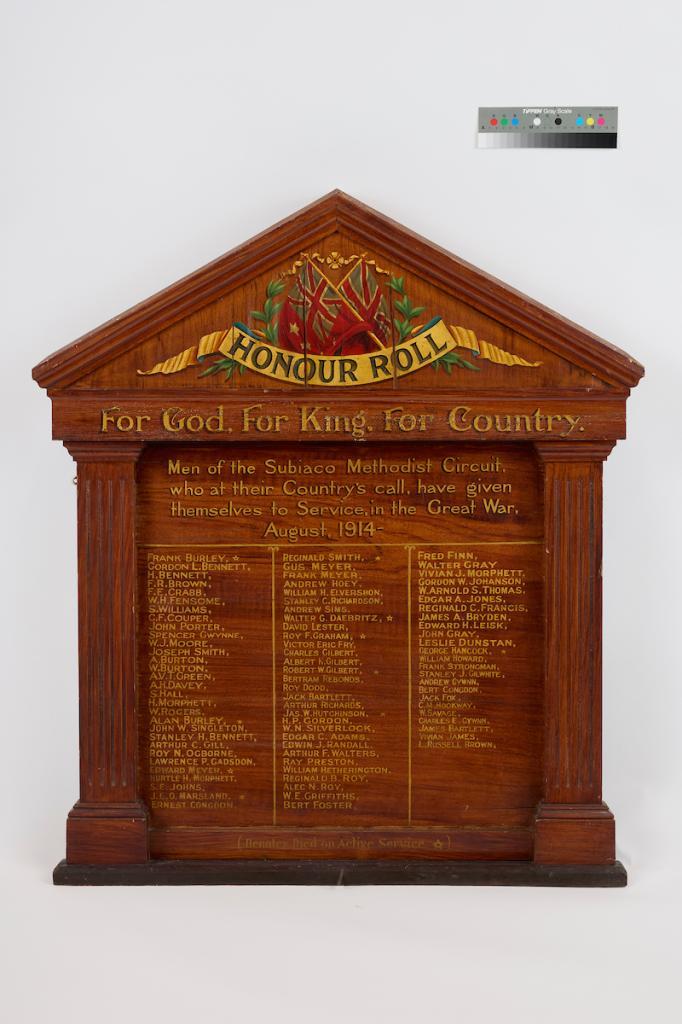 TIFFEN Gray Scale
HONOUR ROLL
For God, For King, For Country.
Men of the Subiaco Methodist Circuit,
who at their Country's call, have given
themselves to Service, in the Great War,
August, 1914-
FRANK BURLEY, ☆
GORDON L. BENNETT,
H. BENNETT,
F.R. BROWN,
F.E. CRABB,
W.H. FENSOME,
S. WILLIAMS,
C.F. COUPER,
JOHN PORTER,
SPENCER GWYNNE,
W.J. MOORE,
JOSEPH SMITH,
A. BURTON,
W. BURTON,
A.V.T. GREEN,
A.H. DAVEY,
S. HALL,
H. MORPHETT,
W. ROGERS,
ALAN BURLEY, ☆
JOHN W. SINGLETON,
STANLEY H. BENNETT,
ARTHUR C. GILL,
ROY N. OGBORNE,
LAWRENCE P. GADSDON,
EDWARD MEYER, ☆
HURTLE H. MORPHETT,
S.E. JOHNS,
J.E.O. MARSLAND, ☆
ERNEST CONGDON,
REGINALD SMITH, ☆
GUS. MEYER,
FRANK MEYER,
ANDREW HOEY,
WILLIAM H. ELVERSHON,
STANLEY C. RICHARDSON,
ANDREW SIMS,
WALTER G. DAEBRITZ, ☆
DAVID LESTER,
ROY F. GRAHAM, ☆
VICTOR ERIC FRY,
CHARLES GILBERT,
ALBERT K. GILBERT,
ROBERT W. GILBERT,
BERTRAM REBONDS,
ROY DODD,
JACK BARTLETT,
ARTHUR RICHARDS,
JAS. W. HUTCHINSON,
H.P. GORDON,
W.N. SILVERLOCK,
EDGAR C. ADAMS,
EDWIN J. RANDALL,
ARTHUR F. WALTERS,
RAY PRESTON,
WILLIAM HETHERINGTON,
REGINALD B. ROY,
ALEC N. ROY,
W.E. GRIFFITHS,
BERT FOSTER,
FRED FINN,
WALTER GRAY
VIVIAN J. MORPHETT,
GORDON W. JOHANSON,
W. ARNOLD S. THOMAS,
EDGAR A. JONES,
REGINALD C. FRANCIS,
JAMES A. BRYDEN,
EDWARD H. LEISK,
JOHN GRAY,
LESLIE DUNSTAN,
GEORGE HANCOCK, ☆
WILLIAM HOWARD,
FRANK STRONGMAN,
STANLEY J. GILWHITE,
ANDREW GWYNN,
BERT CONGDON,
JACK FOX,
C.M. HOOKWAY,
W. SAVAGE,
CHARLES E. GWYNN,
JAMES BARTLETT,
VIVIAN JAMES,
L. RUSSELL BROWN,
(Denotes Died on Active Service ☆)